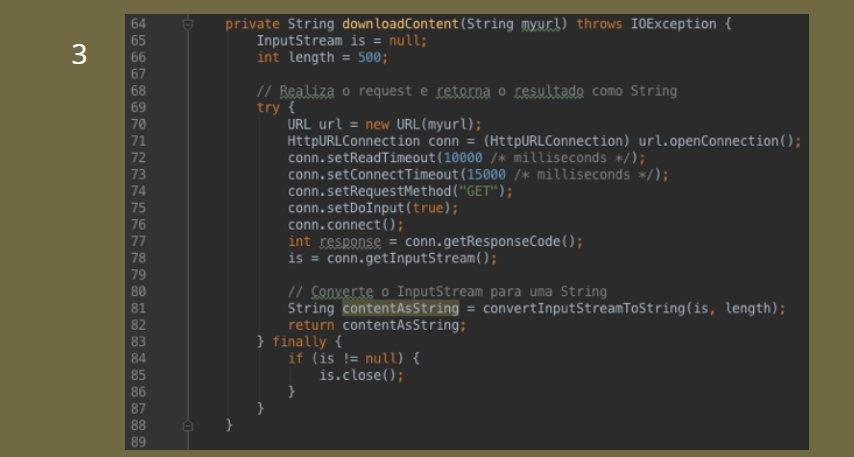 3
64 private String downloadContent(String myurl) throws IOException {
65 InputStream is = null;
66 int length = 500;
67
68 // Realiza o request e retorna o resultado como String
69 try {
70 URL url = new URL(myurl);
71 HttpURLConnection conn = (HttpURLConnection) url.openConnection();
72 conn.setReadTimeout(10000 /* milliseconds */);
73 conn.setConnectTimeout(15000 /* milliseconds */);
74 conn.setRequestMethod("GET");
75 conn.setDoInput(true);
76 conn.connect();
77 int response = conn.getResponseCode();
78 is = conn.getInputStream();
79
80 // Converte o InputStream para uma String
81 String contentAsString = convertInputStreamToString(is, length);
82 return contentAsString;
83 } finally {
84 if (is != null) {
85 is.close();
86 }
87 }
88 }
89